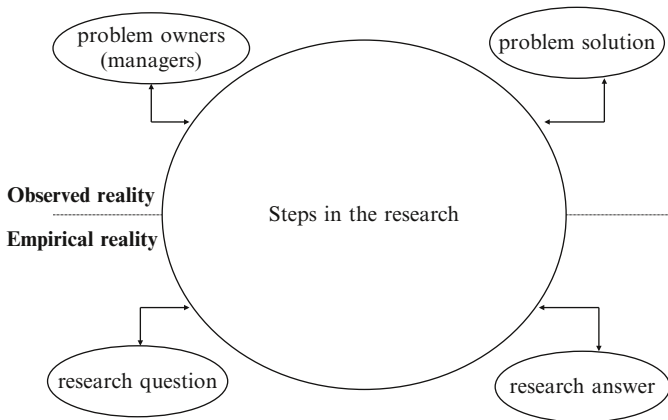 problem owners
(managers)
problem solution
Observed reality
Steps in the research
Empirical reality
research question
research answer